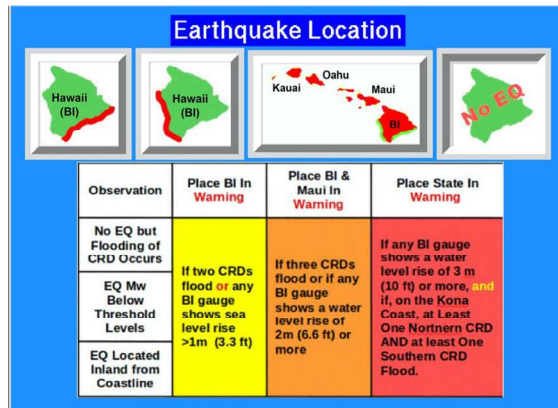 Earthquake Location
Hawaii
(BI)
Hawaii
(BI)
Kauai
Oahu
Maui
BI
No EQ
Observation
Place BI In
Warning
Place BI &
Maui In
Warning
Place State In
Warning
No EQ but
Flooding of
CRD Occurs
EQ Mw
Below
Threshold
Levels
EQ Located
Inland from
Coastline
If two CRDs
flood or any
BI gauge
shows sea
level rise
>1m (3.3 ft)
If three CRDs
flood or if any
BI gauge
shows a water
level rise of
2m (6.6 ft) or
more
If any BI gauge
shows a water
level rise of 3 m
(10 ft) or more, and
if, on the Kona
Coast, at Least
One Nortnern CRD
AND at least One
Southern CRD
Flood.